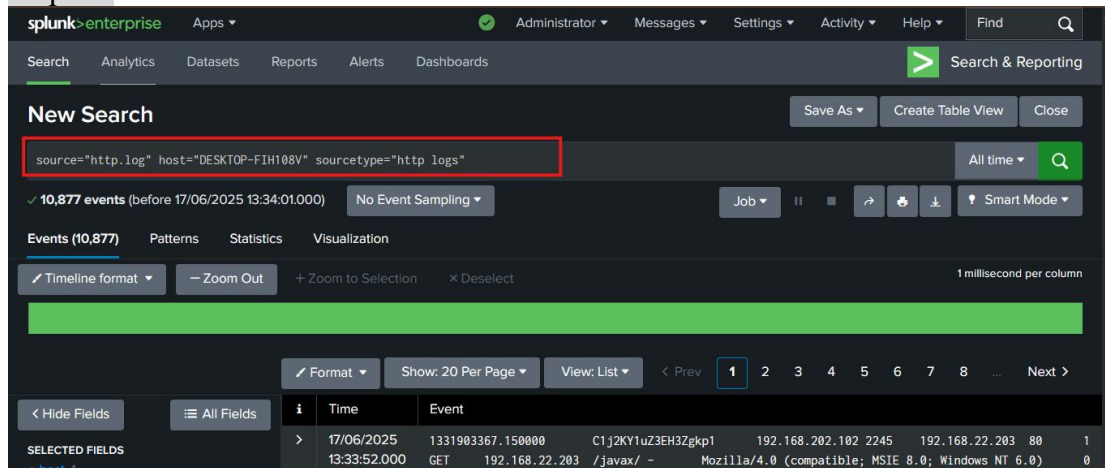 splunk>enterprise Apps Administrator Messages Settings Activity Help Find
Search Analytics Datasets Reports Alerts Dashboards Search & Reporting
New Search Save As Create Table View Close
source="http.log" host="DESKTOP-FIH108V" sourcetype="http logs" All time
10,877 events (before 17/06/2025 13:34:01.000) No Event Sampling Job Smart Mode
Events (10,877) Patterns Statistics Visualization
Timeline format — Zoom Out + Zoom to Selection × Deselect 1 millisecond per column
Format Show: 20 Per Page View: List < Prev 1 2 3 4 5 6 7 8 ... Next >
< Hide Fields All Fields i Time Event
> 17/06/2025 1331903367.150000 C1j2KY1uZ3EH3Zgkp1 192.168.202.102 2245 192.168.22.203 80 1
SELECTED FIELDS 13:33:52.000 GET 192.168.22.203 /javax/ - Mozilla/4.0 (compatible; MSIE 8.0; Windows NT 6.0) 0